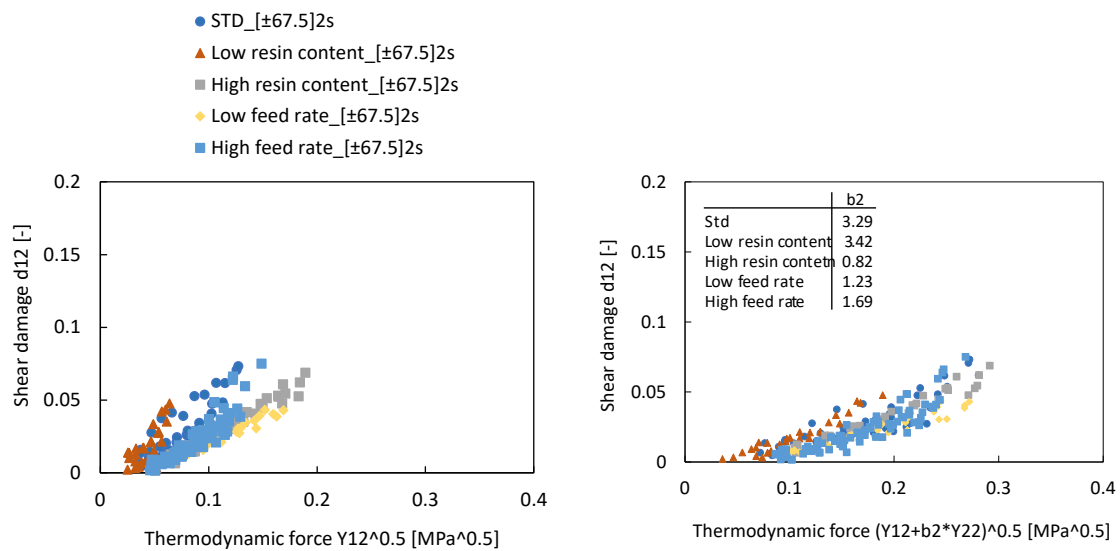 STD_[±67.5]2s
Low resin content_[±67.5]2s
High resin content_[±67.5]2s
Low feed rate_[±67.5]2s
High feed rate_[±67.5]2s
0.2
0.15
0.1
0.05
0
0 0.1 0.2 0.3 0.4
Shear damage d12 [-]
Thermodynamic force Y12^0.5 [MPa^0.5]
0.2
0.15
0.1
0.05
0
0 0.1 0.2 0.3 0.4
Shear damage d12 [-]
Thermodynamic force (Y12+b2*Y22)^0.5 [MPa^0.5]
b2
Std 3.29
Low resin content 3.42
High resin contetn 0.82
Low feed rate 1.23
High feed rate 1.69